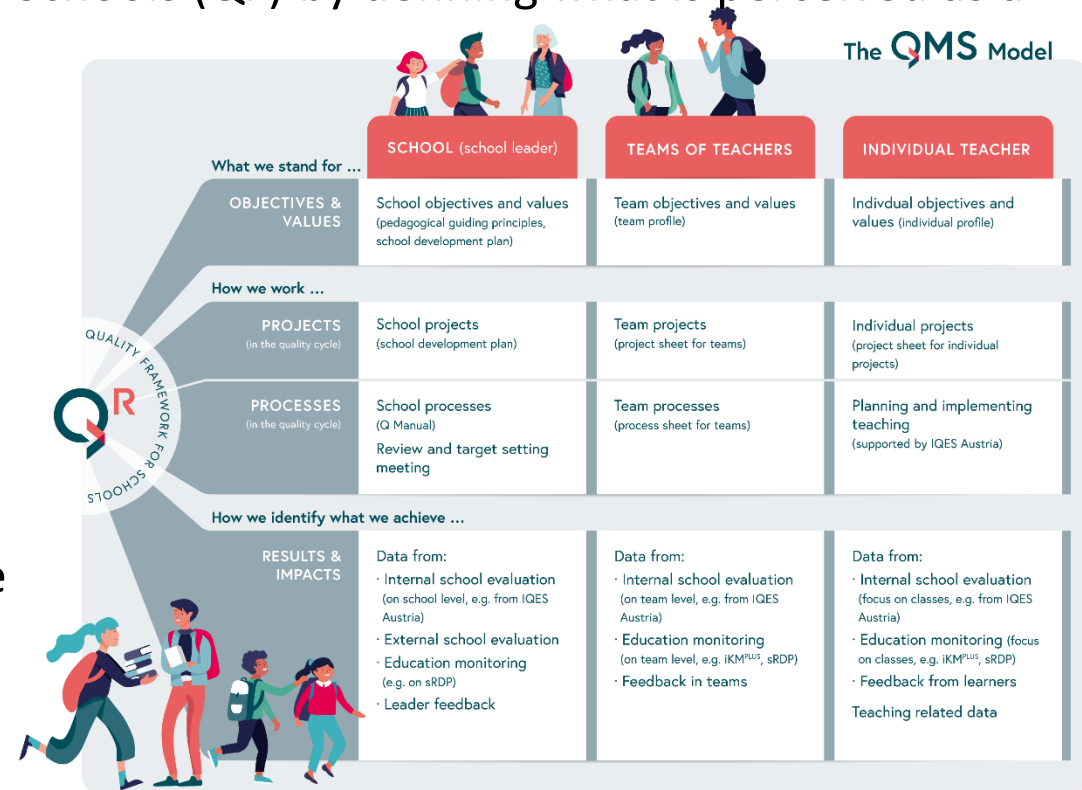 The QMS Model
SCHOOL (school leader)
TEAMS OF TEACHERS
INDIVIDUAL TEACHER
What we stand for ...
OBJECTIVES &
VALUES
School objectives and values
(pedagogical guiding principles,
school development plan)
Team objectives and values
(team profile)
Indivdual objectives and
values (individual profile)
How we work ...
PROJECTS
(in the quality cycle)
School projects
(school development plan)
Team projects
(project sheet for teams)
Individual projects
(project sheet for individual
projects)
QUALITY FRAMEWORK FOR SCHOOLS
QR
PROCESSES
(in the quality cycle)
School processes
(Q Manual)
Review and target setting
meeting
Team processes
(process sheet for teams)
Planning and implementing
teaching
(supported by IQES Austria)
How we identify what we achieve ...
RESULTS &
IMPACTS
Data from:
· Internal school evaluation
(on school level, e.g. from IQES
Austria)
· External school evaluation
· Education monitoring
(e.g. on sRDP)
· Leader feedback
Data from:
· Internal school evaluation
(on team level, e.g. from IQES
Austria)
· Education monitoring
(on team level, e.g. iKMPLUS, sRDP)
· Feedback in teams
Data from:
· Internal school evaluation
(focus on classes, e.g. from IQES
Austria)
· Education monitoring (focus
on classes, e.g. iKMPLUS, sRDP)
· Feedback from learners
Teaching related data
e